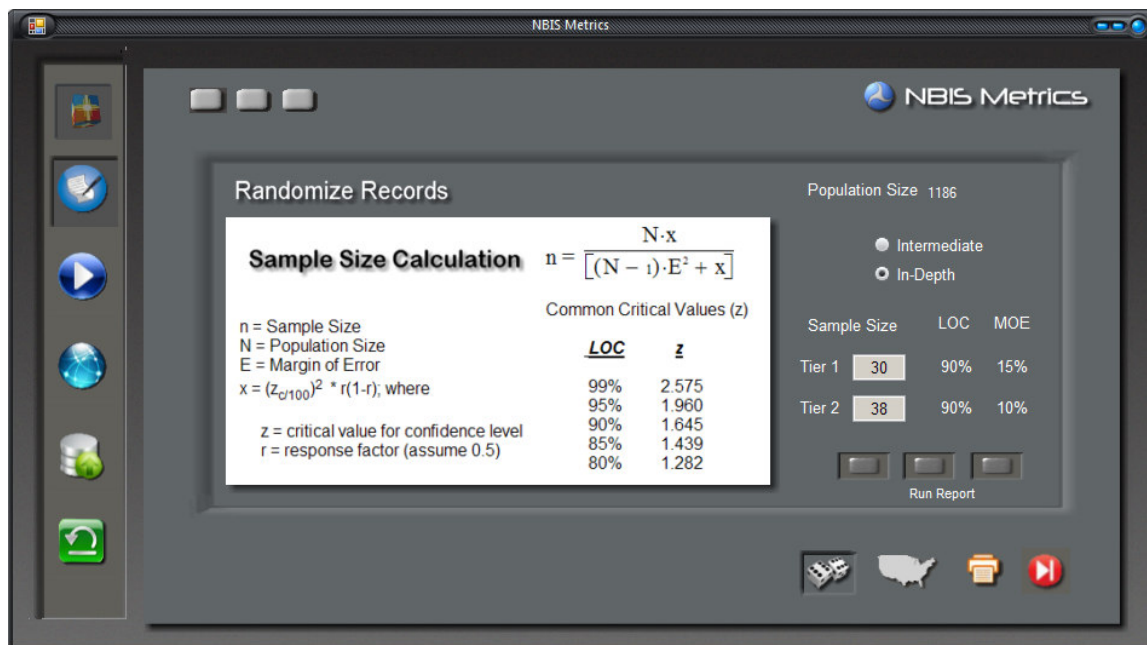 NBIS Metrics
NBIS Metrics
Randomize Records
Sample Size Calculation
n = N·x / [(N − 1)·E² + x]
Common Critical Values (z)
n = Sample Size
N = Population Size
E = Margin of Error
x = (z_c/100)² * r(1-r); where
z = critical value for confidence level
r = response factor (assume 0.5)
LOC z
99% 2.575
95% 1.960
90% 1.645
85% 1.439
80% 1.282
Population Size 1186
Intermediate
In-Depth
Sample Size LOC MOE
Tier 1 30 90% 15%
Tier 2 38 90% 10%
Run Report